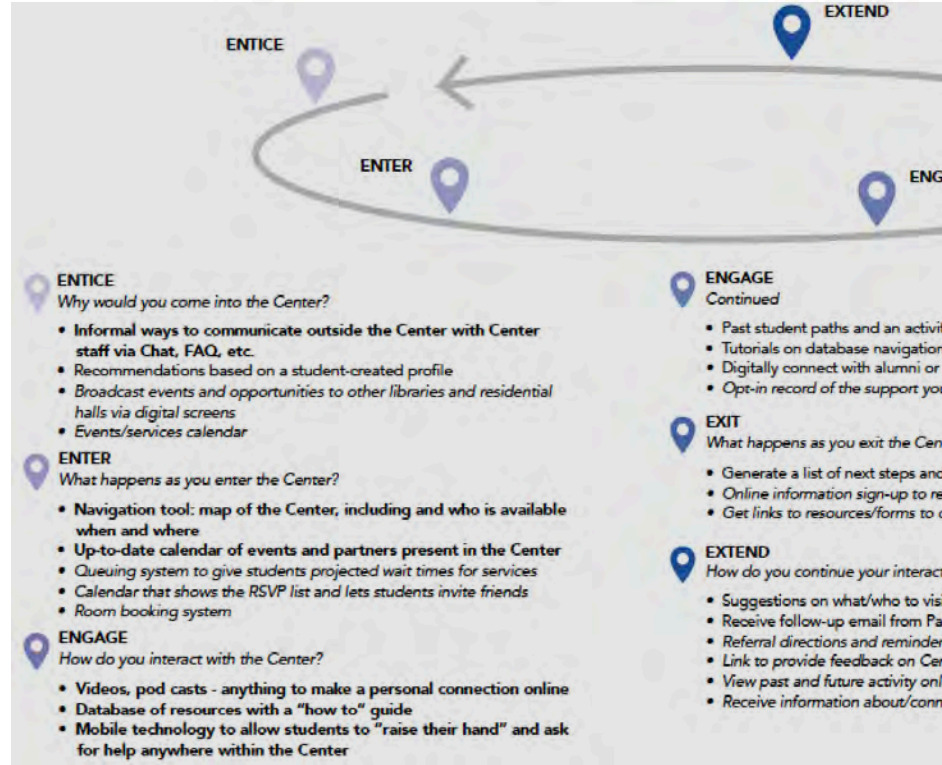 EXTEND
ENTICE
ENTER
ENG
ENTICE
Why would you come into the Center?
• Informal ways to communicate outside the Center with Center
staff via Chat, FAQ, etc.
• Recommendations based on a student-created profile
• Broadcast events and opportunities to other libraries and residential
halls via digital screens
• Events/services calendar
ENTER
What happens as you enter the Center?
• Navigation tool: map of the Center, including and who is available
when and where
• Up-to-date calendar of events and partners present in the Center
• Queuing system to give students projected wait times for services
• Calendar that shows the RSVP list and lets students invite friends
• Room booking system
ENGAGE
How do you interact with the Center?
• Videos, pod casts - anything to make a personal connection online
• Database of resources with a "how to" guide
• Mobile technology to allow students to "raise their hand" and ask
for help anywhere within the Center
ENGAGE
Continued
• Past student paths and an activit
• Tutorials on database navigation
• Digitally connect with alumni or
• Opt-in record of the support you
EXIT
What happens as you exit the Cen
• Generate a list of next steps and
• Online information sign-up to re
• Get links to resources/forms to
EXTEND
How do you continue your interact
• Suggestions on what/who to visi
• Receive follow-up email from Pa
• Referral directions and reminder
• Link to provide feedback on Cen
• View past and future activity onl
• Receive information about/conn